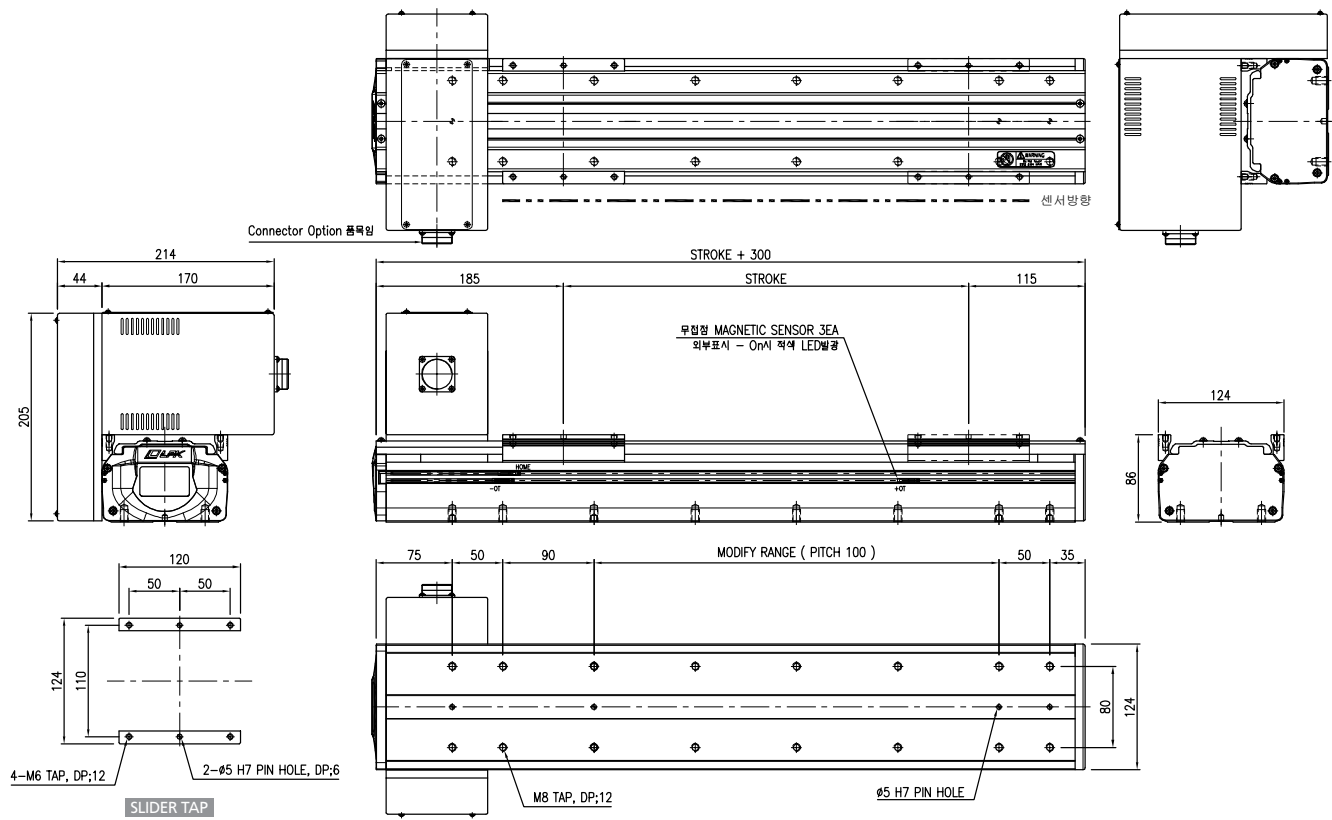 WARNING
센서방향
Connector Option 품목임
214
44
170
205
STROKE + 300
185
STROKE
115
무접점 MAGNETIC SENSOR 3EA
외부표시 - On시 적색 LED발광
HOME
-OT
+OT
124
86
120
50
50
124
110
4-M6 TAP, DP;12
2-ø5 H7 PIN HOLE, DP;6
SLIDER TAP
75
50
90
MODIFY RANGE ( PITCH 100 )
50
35
80
124
M8 TAP, DP;12
ø5 H7 PIN HOLE